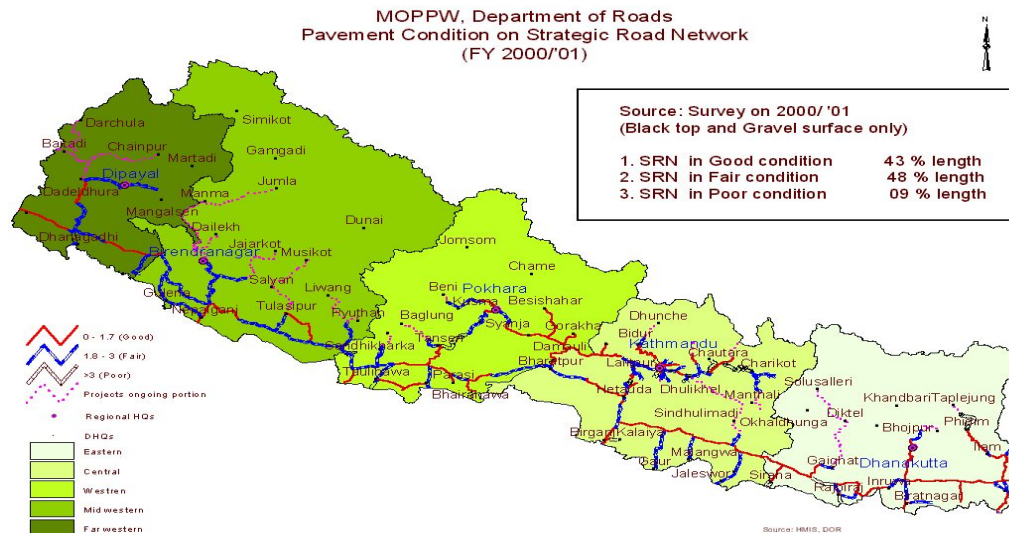 MOPPW, Department of Roads
Pavement Condition on Strategic Road Network
(FY 2000/'01)
N
Source: Survey on 2000/ '01
(Black top and Gravel surface only)
1. SRN in Good condition 43 % length
2. SRN in Fair condition 48 % length
3. SRN in Poor condition 09 % length
Darchula
Simikot
Baitadi
Chainpur
Martadi
Gamgadi
Dipayal
Jumla
Dadeldhura
Manma
Mangalsen
Dunai
Dailekh
Dhanagadhi
Jajarkot
Musikot
Birendranagar
Jomsom
Chame
Salyan
Liwang
Beni
Pokhara
Guleria
Kusma
Besishahar
Nepalganj
Tulasipur
Pyuthan
Baglung
Syanja
Gorakha
Dhunche
Bidur
Sandhikharka
Tansen
Damauli
Kathmandu
Chautara
Charikot
Taulihawa
Bharatpur
Lalitpur
Parasi
Bhairahawa
Hetauda
Dhulikhel
Manthali
Solusalleri
Khandbari
Taplejung
Sindhulimadi
Okhaldhunga
Diktel
Bhojpur
Phidim
Birganj
Kalaiya
Ilam
Gaur
Malangwa
Gaighat
Dhanakutta
Jaleswor
Siraha
Rajbiraj
Inruwa
Biratnagar
0 - 1.7 (Good)
1.8 - 3 (Fair)
>3 (Poor)
Projects ongoing portion
Regional HQs
DHQs
Eastern
Central
Westren
Mid western
Far western
Source: HMIS, DOR